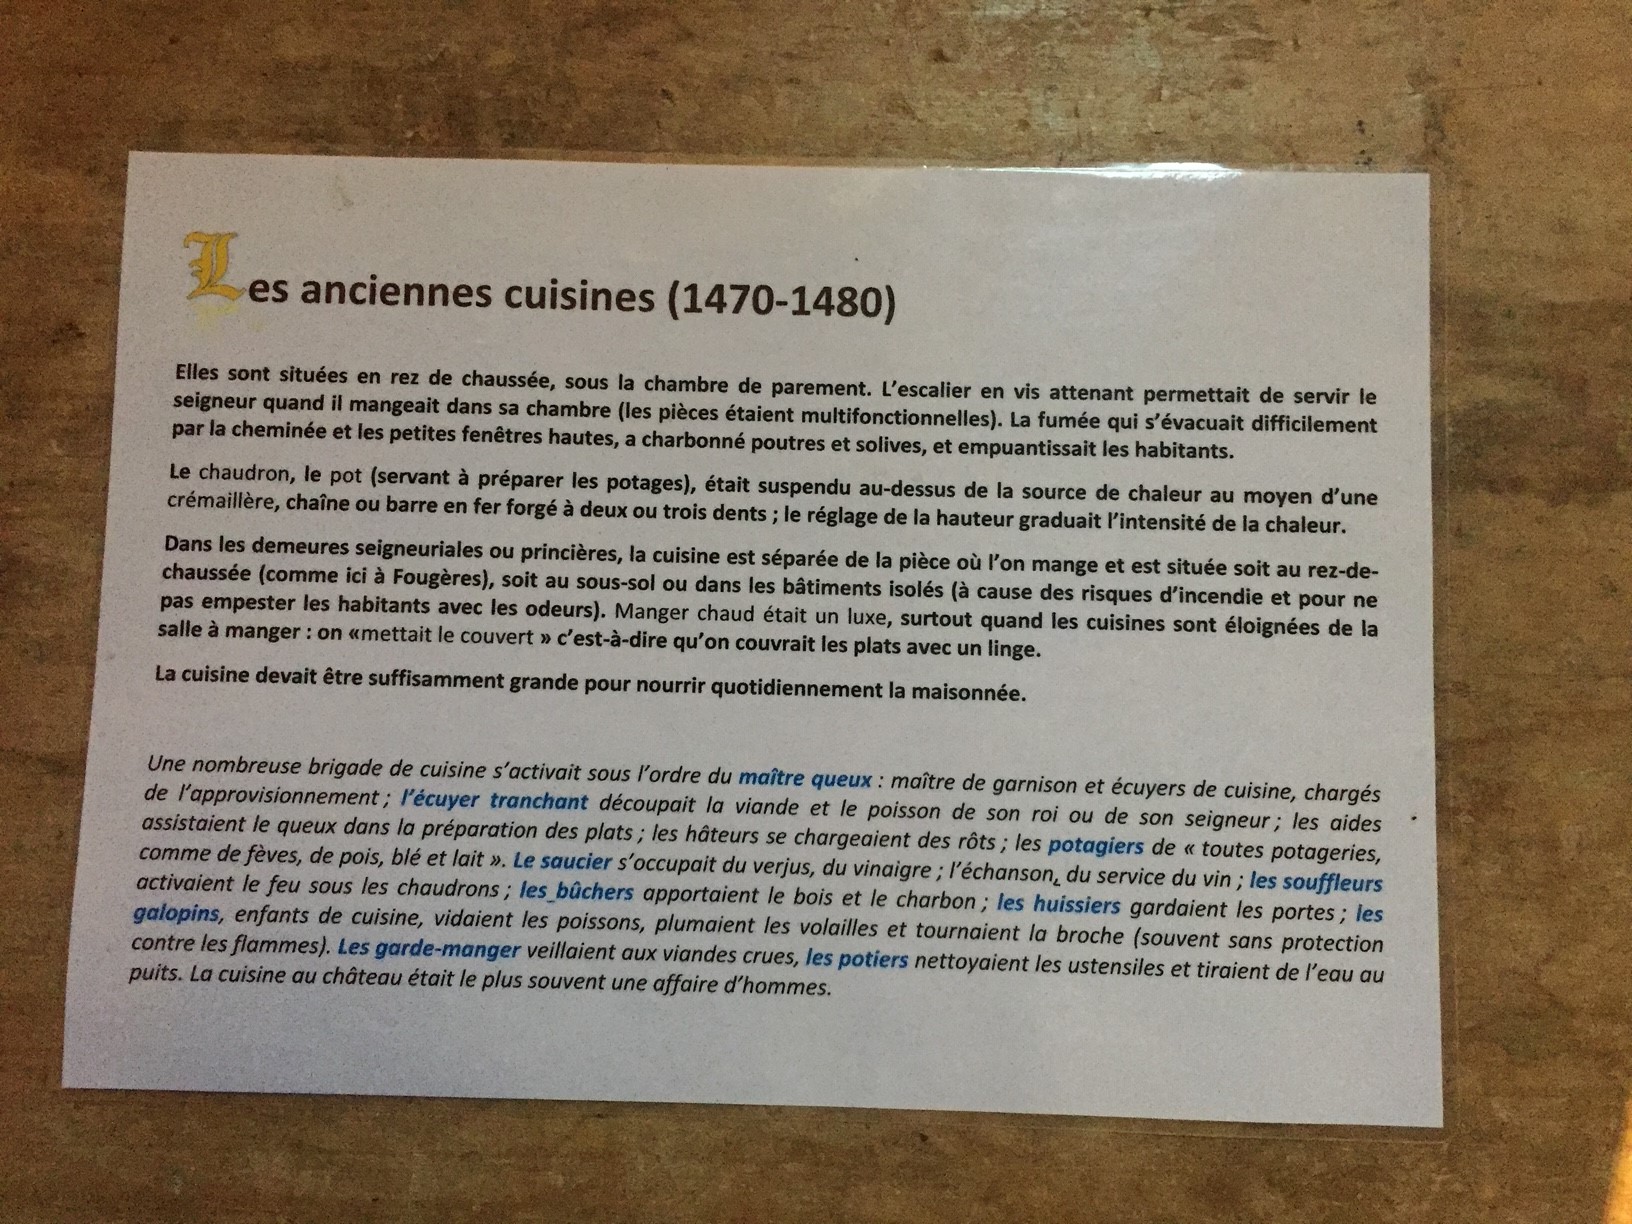 Les anciennes cuisines (1470-1480)
Elles sont situées en rez de chaussée, sous la chambre de parement. L'escalier en vis attenant permettait de servir le
seigneur quand il mangeait dans sa chambre (les pièces étaient multifonctionnelles). La fumée qui s'évacuait difficilement
par la cheminée et les petites fenêtres hautes, a charbonné poutres et solives, et empuantissait les habitants.
Le chaudron, le pot (servant à préparer les potages), était suspendu au-dessus de la source de chaleur au moyen d'une
crémaillère, chaîne ou barre en fer forgé à deux ou trois dents ; le réglage de la hauteur graduait l'intensité de la chaleur.
Dans les demeures seigneuriales ou princières, la cuisine est séparée de la pièce où l'on mange et est située soit au rez-de-
chaussée (comme ici à Fougères), soit au sous-sol ou dans les bâtiments isolés (à cause des risques d'incendie et pour ne
pas empester les habitants avec les odeurs). Manger chaud était un luxe, surtout quand les cuisines sont éloignées de la
salle à manger : on «mettait le couvert » c'est-à-dire qu'on couvrait les plats avec un linge.
La cuisine devait être suffisamment grande pour nourrir quotidiennement la maisonnée.
Une nombreuse brigade de cuisine s'activait sous l'ordre du maître queux : maître de garnison et écuyers de cuisine, chargés
de l'approvisionnement ; l'écuyer tranchant découpait la viande et le poisson de son roi ou de son seigneur ; les aides
assistaient le queux dans la préparation des plats ; les hâteurs se chargeaient des rôts ; les potagiers de « toutes potageries,
comme de fèves, de pois, blé et lait ». Le saucier s'occupait du verjus, du vinaigre ; l'échanson, du service du vin ; les souffleurs
activaient le feu sous les chaudrons ; les bûchers apportaient le bois et le charbon ; les huissiers gardaient les portes ; les
galopins, enfants de cuisine, vidaient les poissons, plumaient les volailles et tournaient la broche (souvent sans protection
contre les flammes). Les garde-manger veillaient aux viandes crues, les potiers nettoyaient les ustensiles et tiraient de l'eau au
puits. La cuisine au château était le plus souvent une affaire d'hommes.